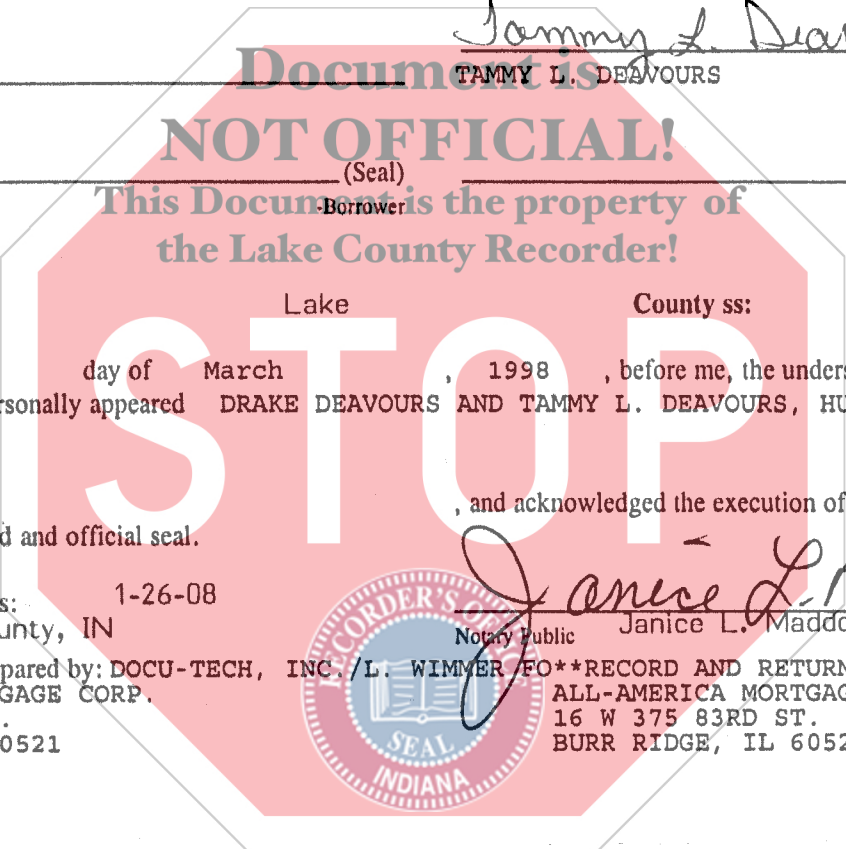 Tammy L. Deav
Document is
TAMMY L. DEAVOURS
NOT OFFICIAL!
(Seal)
-Borrower
This Document is the property of
the Lake County Recorder!
Lake County ss:
STOP
day of March , 1998 , before me, the unders
rsonally appeared DRAKE DEAVOURS AND TAMMY L. DEAVOURS, HU
, and acknowledged the execution of
d and official seal.
Janice L. M
s: 1-26-08
unty, IN
Notary Public Janice L. Maddo
pared by: DOCU-TECH, INC./L. WIMMER FO**RECORD AND RETURN
GAGE CORP. ALL-AMERICA MORTGAG
. 16 W 375 83RD ST.
0521 BURR RIDGE, IL 6052
RECORDER'S OFFICE
SEAL
INDIANA